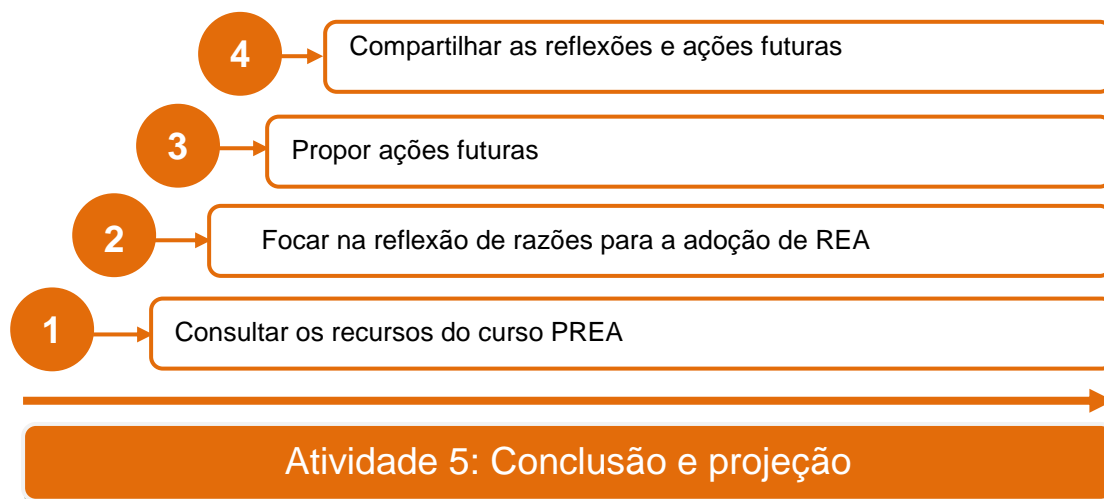 4 Compartilhar as reflexões e ações futuras
3 Propor ações futuras
2 Focar na reflexão de razões para a adoção de REA
1 Consultar os recursos do curso PREA
Atividade 5: Conclusão e projeção